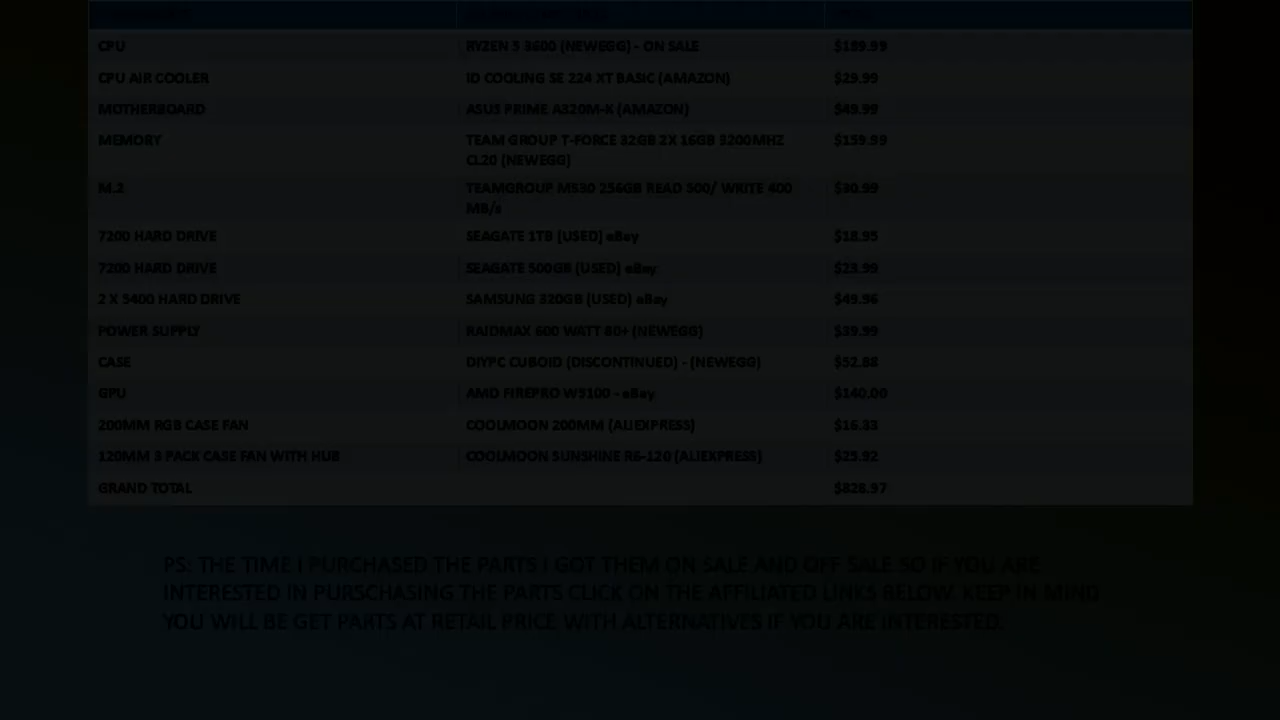 CPU RYZEN 5 3600 (NEWEGG) - ON SALE $189.99
CPU AIR COOLER ID COOLING SE 224 XT BASIC (AMAZON) $29.99
MOTHERBOARD ASUS PRIME A320M-K (AMAZON) $49.99
MEMORY TEAM GROUP T-FORCE 32GB 2X 16GB 3200MHZ $159.99
CL20 (NEWEGG)
M.2 TEAMGROUP MS30 256GB READ 500/ WRITE 400 $30.99
MB/s
7200 HARD DRIVE SEAGATE 1TB (USED) eBay $18.95
7200 HARD DRIVE SEAGATE 500GB (USED) eBay $23.99
2 X 5400 HARD DRIVE SAMSUNG 320GB (USED) eBay $49.96
POWER SUPPLY RAIDMAX 600 WATT 80+ (NEWEGG) $39.99
CASE DIYPC CUBOID (DISCONTINUED) - (NEWEGG) $52.88
GPU AMD FIREPRO W9100 - eBay $140.00
200MM RGB CASE FAN COOLMOON 200MM (ALIEXPRESS) $16.33
120MM 3 PACK CASE FAN WITH HUB COOLMOON SUNSHINE R6-120 (ALIEXPRESS) $25.92
GRAND TOTAL $828.97
PS: THE TIME I PURCHASED THE PARTS I GOT THEM ON SALE AND OFF SALE SO IF YOU ARE
INTERESTED IN PURSCHASING THE PARTS CLICK ON THE AFFILIATED LINKS BELOW. KEEP IN MIND
YOU WILL BE GET PARTS AT RETAIL PRICE WITH ALTERNATIVES IF YOU ARE INTERESTED.